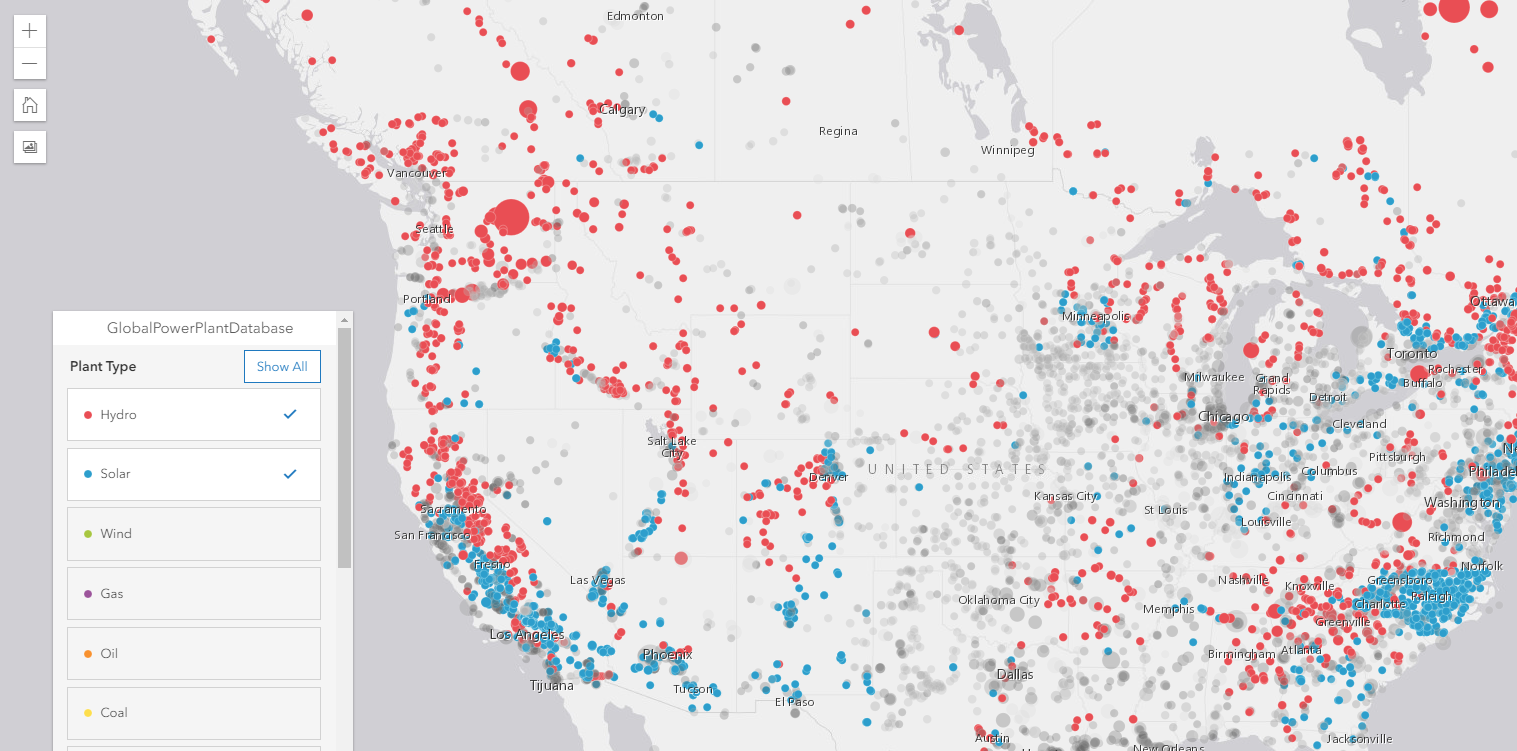 Edmonton
Calgary
Regina
Winnipeg
Vancouver
Seattle
Portland
Minneapolis
Ottawa
Toronto
Rochester
Buffalo
Milwaukee
Grand
Rapids
Detroit
Chicago
Cleveland
Salt Lake
City
Pittsburgh
Denver
UNITED STATES
Indianapolis
Columbus
Philadel
Kansas City
Cincinnati
Washington
Sacramento
St Louis
Louisville
San Francisco
Richmond
Fresno
Las Vegas
Nashville
Knoxville
Greensboro
Norfolk
Oklahoma City
Memphis
Charlotte
Raleigh
Greenville
Los Angeles
Phoenix
Birmingham
Atlanta
Tijuana
Tucson
Dallas
El Paso
Austin
New Orleans
Jacksonville
GlobalPowerPlantDatabase
Plant Type
Show All
Hydro
Solar
Wind
Gas
Oil
Coal